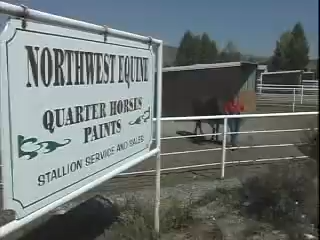 NORTHWEST EQUINE
QUARTER HORSES
PAINTS
STALLION SERVICE AND SALES